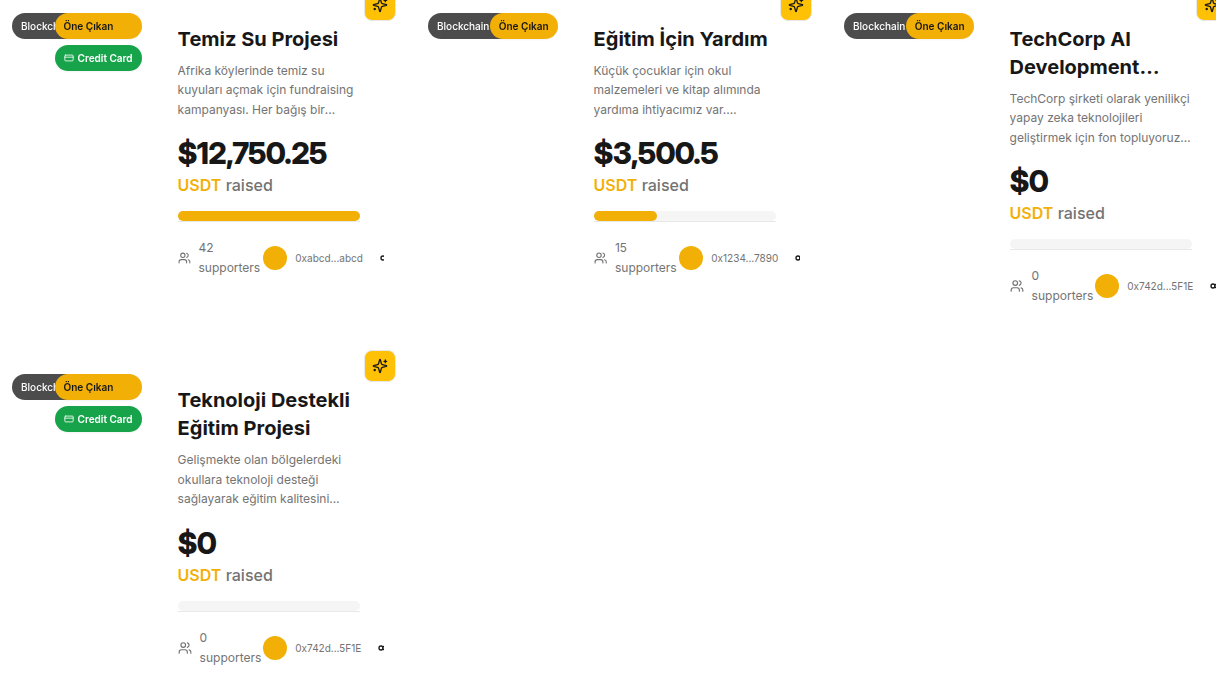 Blockch
Öne Çıkan
Credit Card
Temiz Su Projesi
Afrika köylerinde temiz su
kuyuları açmak için fundraising
kampanyası. Her bağış bir...
$12,750.25
USDT raised
42
supporters
0xabcd...abcd
Blockchain
Öne Çıkan
Eğitim İçin Yardım
Küçük çocuklar için okul
malzemeleri ve kitap alımında
yardıma ihtiyacımız var....
$3,500.5
USDT raised
15
supporters
0x1234...7890
Blockchain
Öne Çıkan
TechCorp AI
Development...
TechCorp şirketi olarak yenilikçi
yapay zeka teknolojileri
geliştirmek için fon topluyoruz...
$0
USDT raised
0
supporters
0x742d...5F1E
Blockch
Öne Çıkan
Credit Card
Teknoloji Destekli
Eğitim Projesi
Gelişmekte olan bölgelerdeki
okullara teknoloji desteği
sağlayarak eğitim kalitesini...
$0
USDT raised
0
supporters
0x742d...5F1E